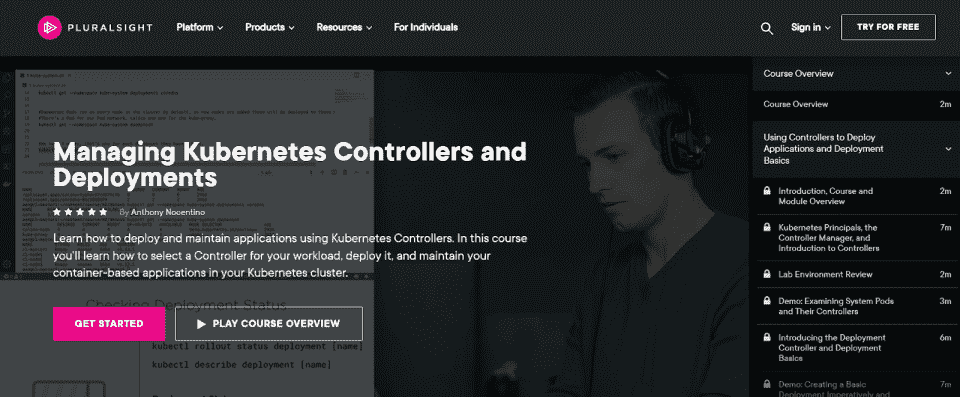 PLURALSIGHT
Platform
Products
Resources
For Individuals
Sign in
TRY FOR FREE
Managing Kubernetes Controllers and
Deployments
By Anthony Nocentino
Learn how to deploy and maintain applications using Kubernetes Controllers. In this course
you'll learn how to select a Controller for your workload, deploy it, and maintain your
container-based applications in your Kubernetes cluster.
Checking Deployment Status
GET STARTED
PLAY COURSE OVERVIEW
kubectl rollout status deployment [name]
kubectl describe deployment [name]
Course Overview
Course Overview 2m
Using Controllers to Deploy
Applications and Deployment
Basics
Introduction, Course and 2m
Module Overview
Kubernetes Principals, the 7m
Controller Manager, and
Introduction to Controllers
Lab Environment Review 2m
Demo: Examining System Pods 3m
and Their Controllers
Introducing the Deployment 6m
Controller and Deployment
Basics
Demo: Creating a Basic 7m
Deployment Imperatively and